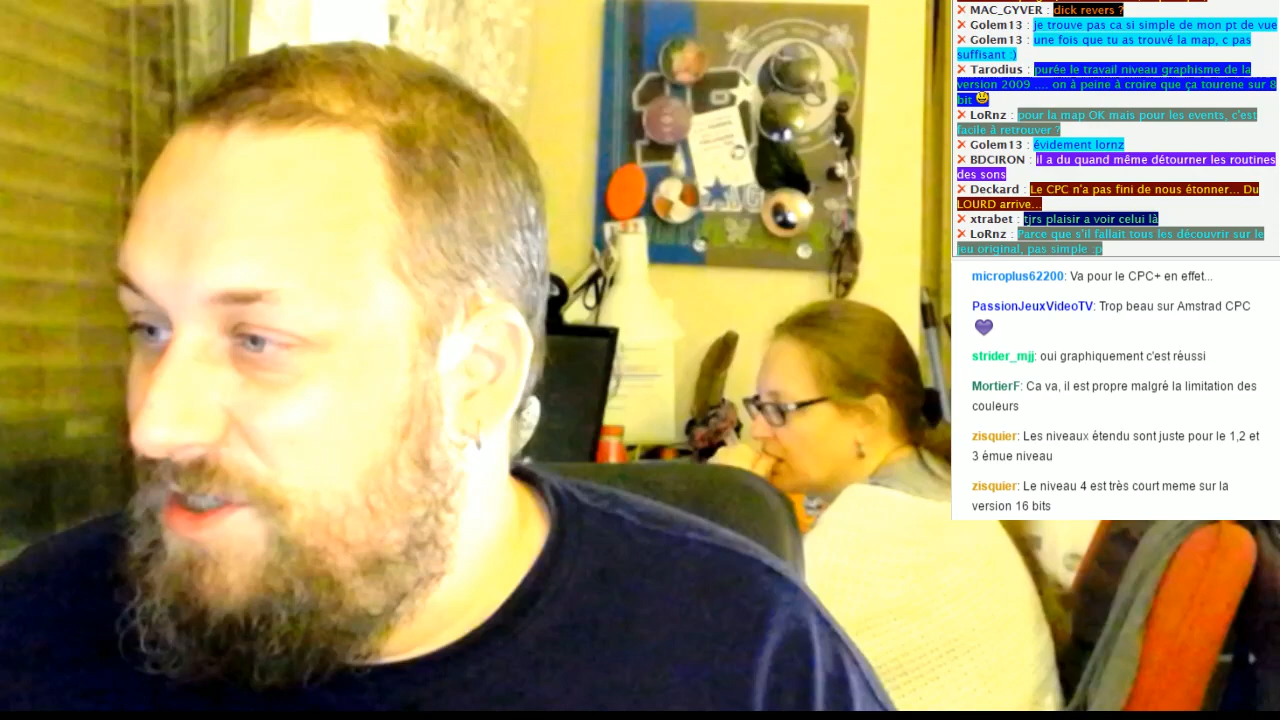 MAC_GYVER : dick revers ?
Golem13 : je trouve pas ca si simple de mon pt de vue
Golem13 : une fois que tu as trouvé la map, c pas
suffisant :)
Tarodius : purée le travail niveau graphisme de la
version 2009 .... on à peine à croire que ça tourene sur 8
bit
LoRnz : pour la map OK mais pour les events, c'est
facile à retrouver ?
Golem13 : évidement lornz
BDCIRON : il a du quand même détourner les routines
des sons
Deckard : Le CPC n'a pas fini de nous étonner... Du
LOURD arrive...
xtrabet : tjrs plaisir a voir celui là
LoRnz : Parce que s'il fallait tous les découvrir sur le
jeu original, pas simple p
microplus62200: Va pour le CPC+ en effet...
PassionJeuxVideoTV: Trop beau sur Amstrad CPC
strider_mjj: oui graphiquement c'est réussi
MortierF: Ca va, il est propre malgré la limitation des
couleurs
zisquier: Les niveaux étendu sont juste pour le 1,2 et
3 émue niveau
zisquier: Le niveau 4 est très court meme sur la
version 16 bits